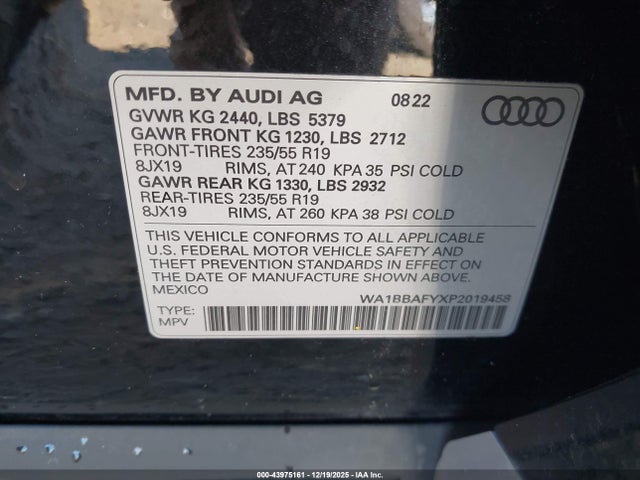 MFD. BY AUDI AG 08 22
GVWR KG 2440, LBS 5379
GAWR FRONT KG 1230, LBS 2712
FRONT-TIRES 235/55 R19
8JX19 RIMS, AT 240 KPA 35 PSI COLD
GAWR REAR KG 1330, LBS 2932
REAR-TIRES 235/55 R19
8JX19 RIMS, AT 260 KPA 38 PSI COLD
THIS VEHICLE CONFORMS TO ALL APPLICABLE
U.S. FEDERAL MOTOR VEHICLE SAFETY AND
THEFT PREVENTION STANDARDS IN EFFECT ON
THE DATE OF MANUFACTURE SHOWN ABOVE.
MEXICO
WA1BBAFYXP2019458
TYPE:
MPV
000-43975161 - 12/19/2025 - IAA Inc.